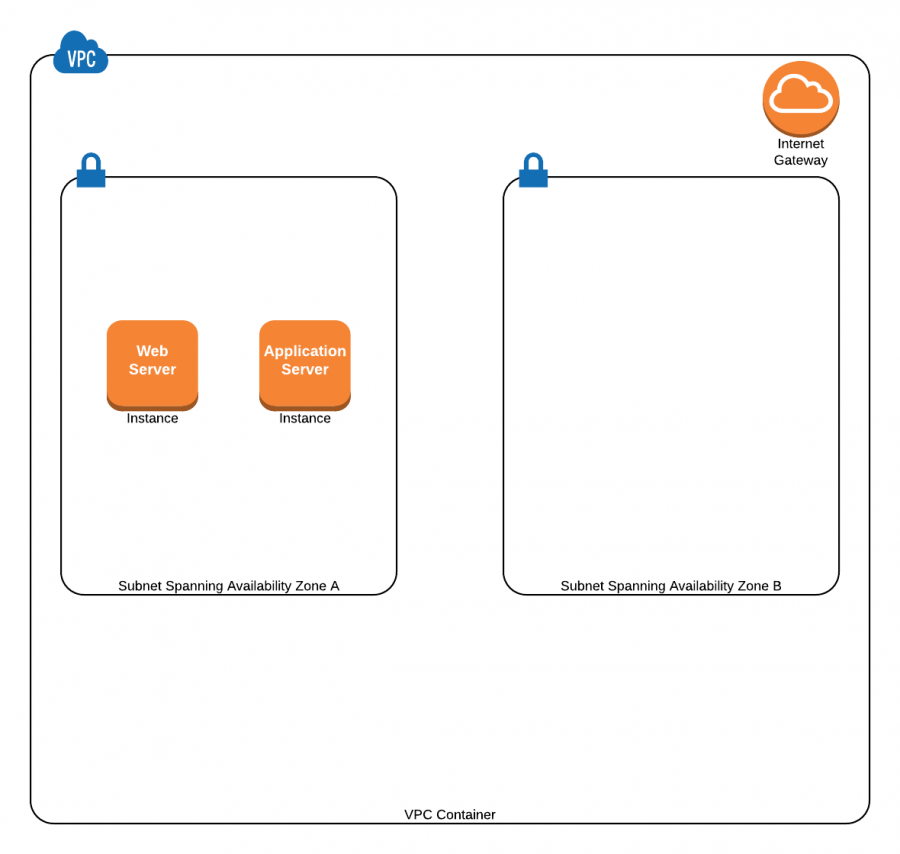 VPC
Internet
Gateway
Web
Server
Instance
Application
Server
Instance
Subnet Spanning Availability Zone A
Subnet Spanning Availability Zone B
VPC Container